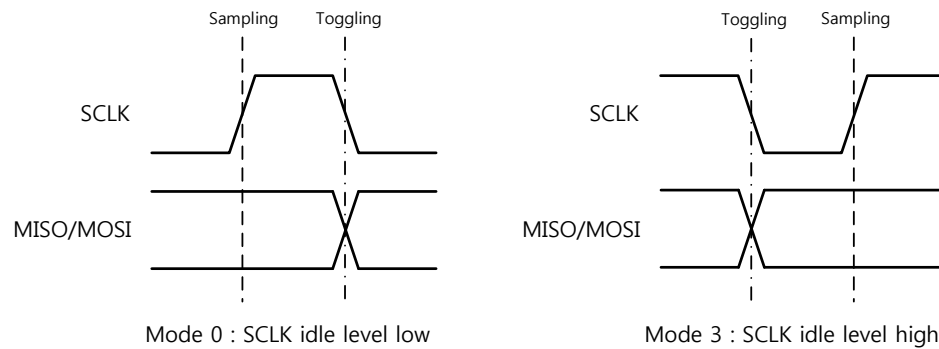 Sampling Toggling
SCLK
MISO/MOSI
Mode 0 : SCLK idle level low
Toggling Sampling
SCLK
MISO/MOSI
Mode 3 : SCLK idle level high